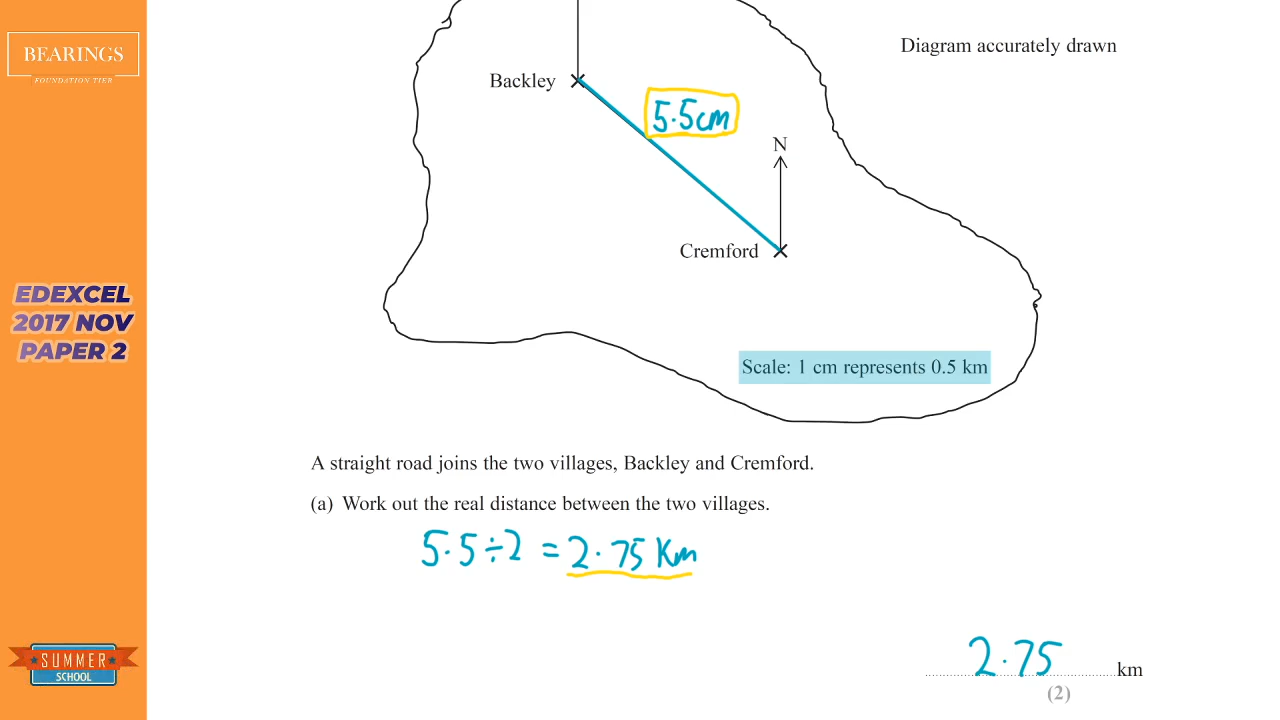 BEARINGS
FOUNDATION TIER
EDEXCEL
2017 NOV
PAPER 2
SUMMER
SCHOOL
Diagram accurately drawn
Backley
5.5cm
N
Cremford
Scale: 1 cm represents 0.5 km
A straight road joins the two villages, Backley and Cremford.
(a) Work out the real distance between the two villages.
5.5÷2 = 2.75 Km
2.75 km
(2)